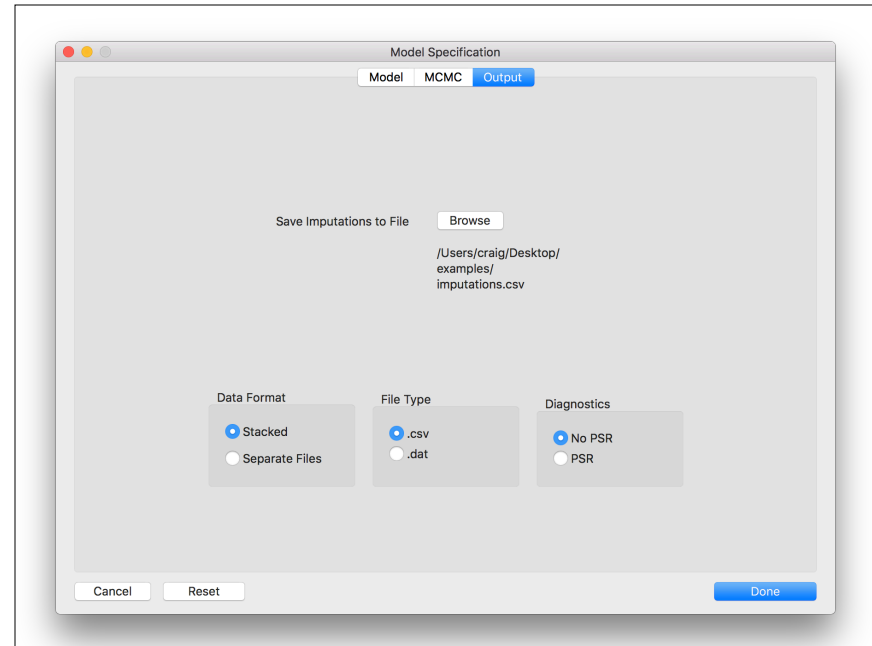 Model Specification
Model MCMC Output
Save Imputations to File Browse
/Users/craig/Desktop/
examples/
imputations.csv
Data Format
Stacked
Separate Files
File Type
.csv
.dat
Diagnostics
No PSR
PSR
Cancel Reset Done